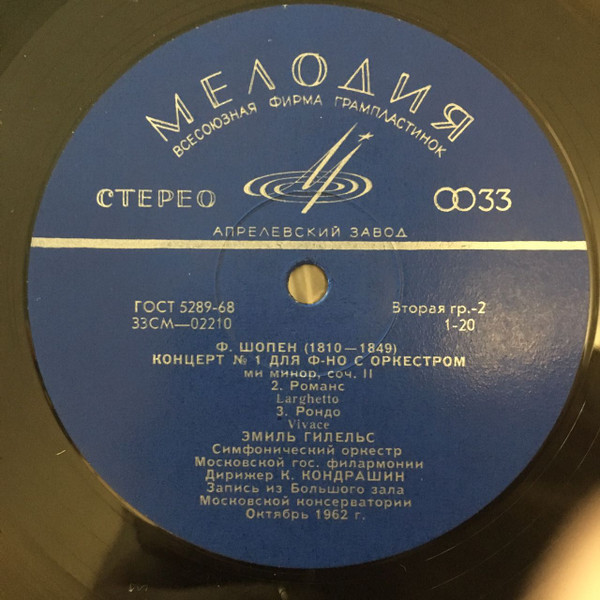 МЕЛОДИЯ
ВСЕСОЮЗНАЯ ФИРМА ГРАМПЛАСТИНОК
СТЕРЕО 33
АПРЕЛЕВСКИЙ ЗАВОД
ГОСТ 5289-68 Вторая гр.-2
33СМ—02210 1-20
Ф. ШОПЕН (1810—1849)
КОНЦЕРТ № 1 ДЛЯ Ф-НО С ОРКЕСТРОМ
ми минор, соч. II
2. Романс
Larghetto
3. Рондо
Vivace
ЭМИЛЬ ГИЛЕЛЬС
Симфонический оркестр
Московской гос. филармонии
Дирижер К. КОНДРАШИН
Запись из Большого зала
Московской консерватории
Октябрь 1962 г.